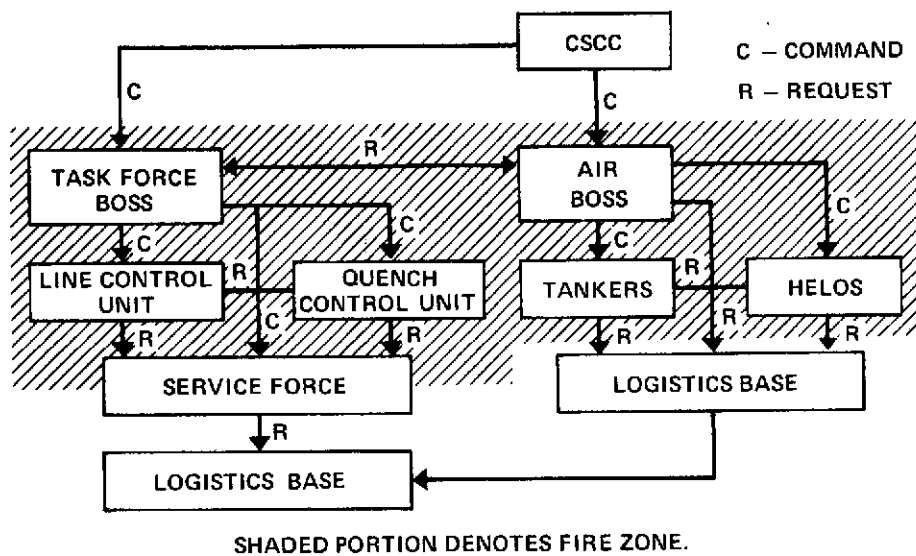 CSCC
C – COMMAND
R – REQUEST
C
C
R
TASK FORCE
BOSS
AIR
BOSS
C
C
C
C
LINE CONTROL
UNIT
R
QUENCH
CONTROL UNIT
TANKERS
R
HELOS
R
C
R
R
R
R
SERVICE FORCE
LOGISTICS BASE
R
LOGISTICS BASE
SHADED PORTION DENOTES FIRE ZONE.